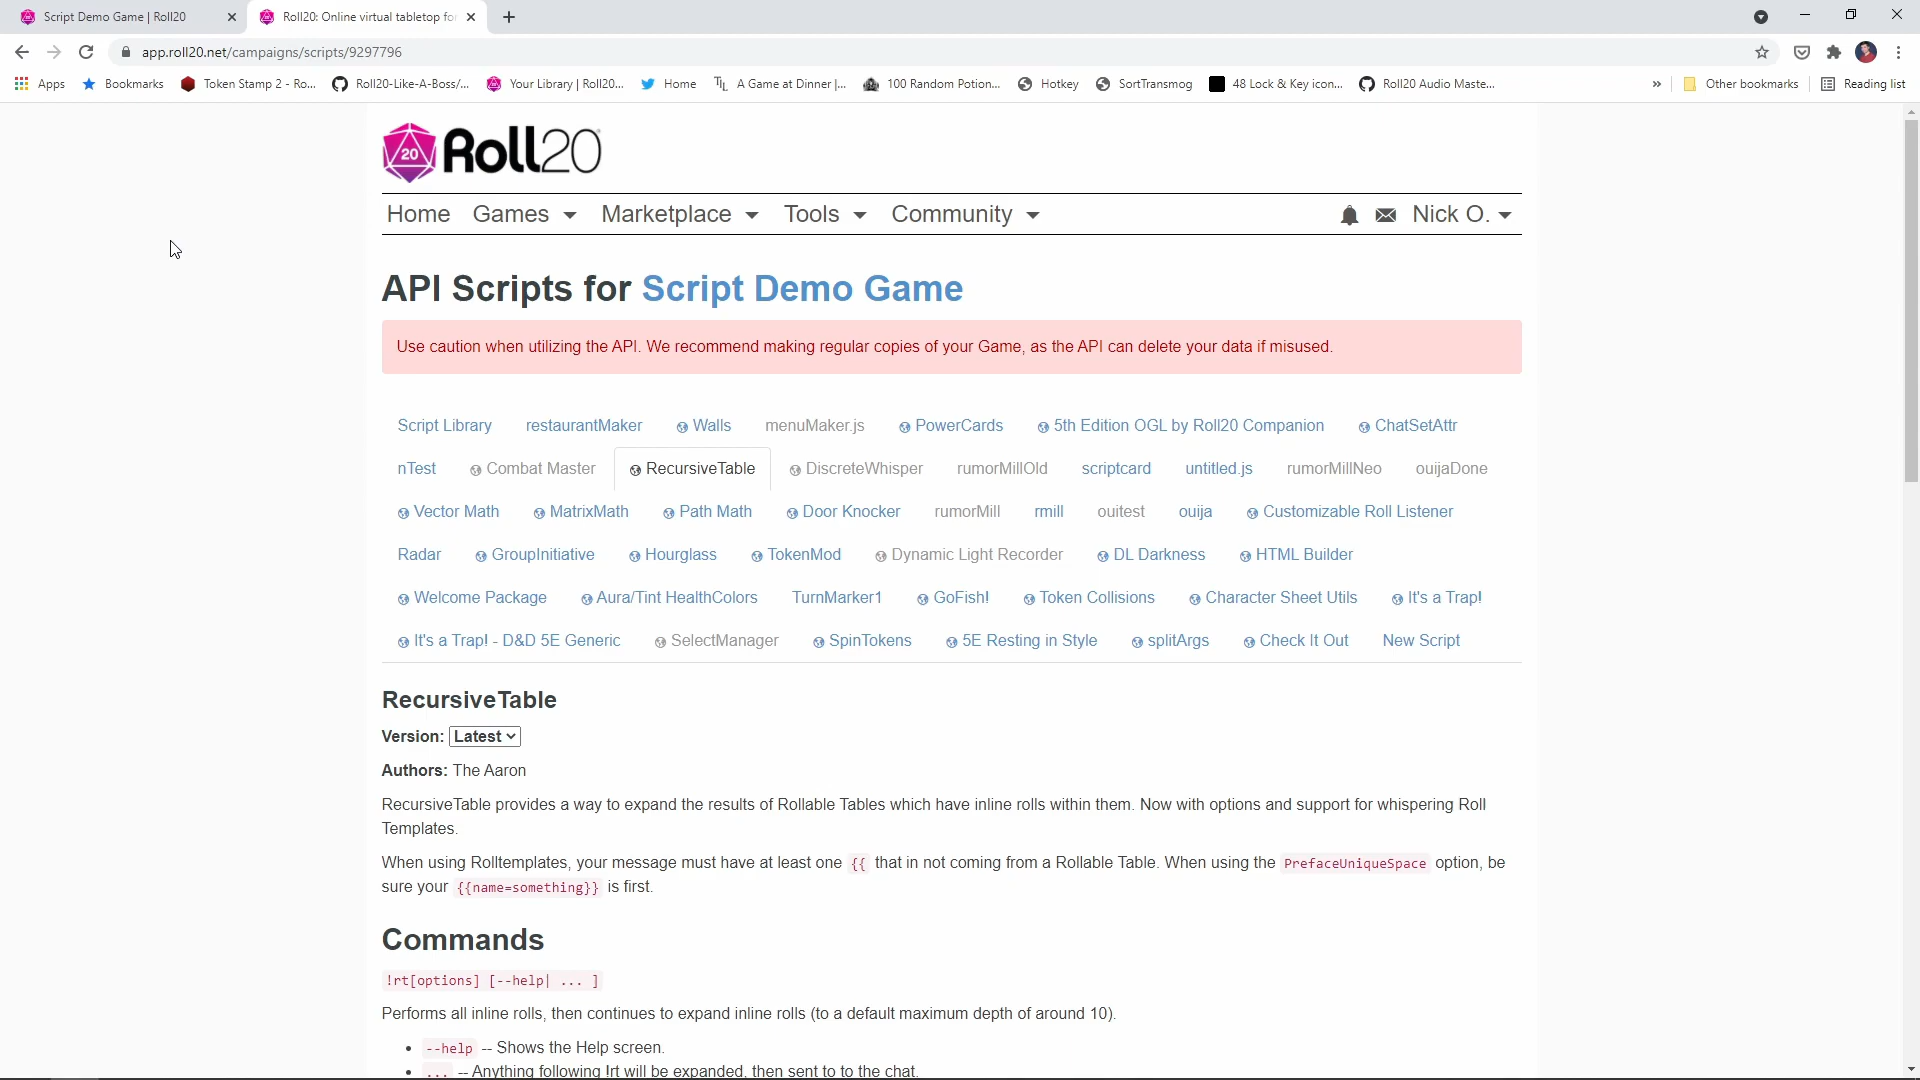 Script Demo Game | Roll20
Roll20: Online virtual tabletop for
app.roll20.net/campaigns/scripts/9297796
Apps Bookmarks Token Stamp 2 - Ro... Roll20-Like-A-Boss/... Your Library | Roll20... Home A Game at Dinner |... 100 Random Potion... Hotkey SortTransmog 48 Lock & Key icon... Roll20 Audio Maste... » Other bookmarks Reading list
20 Roll20
Home Games Marketplace Tools Community Nick O.
API Scripts for Script Demo Game
Use caution when utilizing the API. We recommend making regular copies of your Game, as the API can delete your data if misused.
Script Library restaurantMaker Walls menuMaker.js PowerCards 5th Edition OGL by Roll20 Companion ChatSetAttr
nTest Combat Master RecursiveTable DiscreteWhisper rumorMillOld scriptcard untitled.js rumorMillNeo ouijaDone
Vector Math MatrixMath Path Math Door Knocker rumorMill rmill ouitest ouija Customizable Roll Listener
Radar GroupInitiative Hourglass TokenMod Dynamic Light Recorder DL Darkness HTML Builder
Welcome Package Aura/Tint HealthColors TurnMarker1 GoFish! Token Collisions Character Sheet Utils It's a Trap!
It's a Trap! - D&D 5E Generic SelectManager SpinTokens 5E Resting in Style splitArgs Check It Out New Script
RecursiveTable
Version: Latest
Authors: The Aaron
RecursiveTable provides a way to expand the results of Rollable Tables which have inline rolls within them. Now with options and support for whispering Roll
Templates.
When using Rolltemplates, your message must have at least one {{ that in not coming from a Rollable Table. When using the PrefaceUniqueSpace option, be
sure your {{name=something}} is first.
Commands
!rt[options] [--help| ... ]
Performs all inline rolls, then continues to expand inline rolls (to a default maximum depth of around 10).
• --help -- Shows the Help screen.
• ... -- Anything following !rt will be expanded, then sent to to the chat.